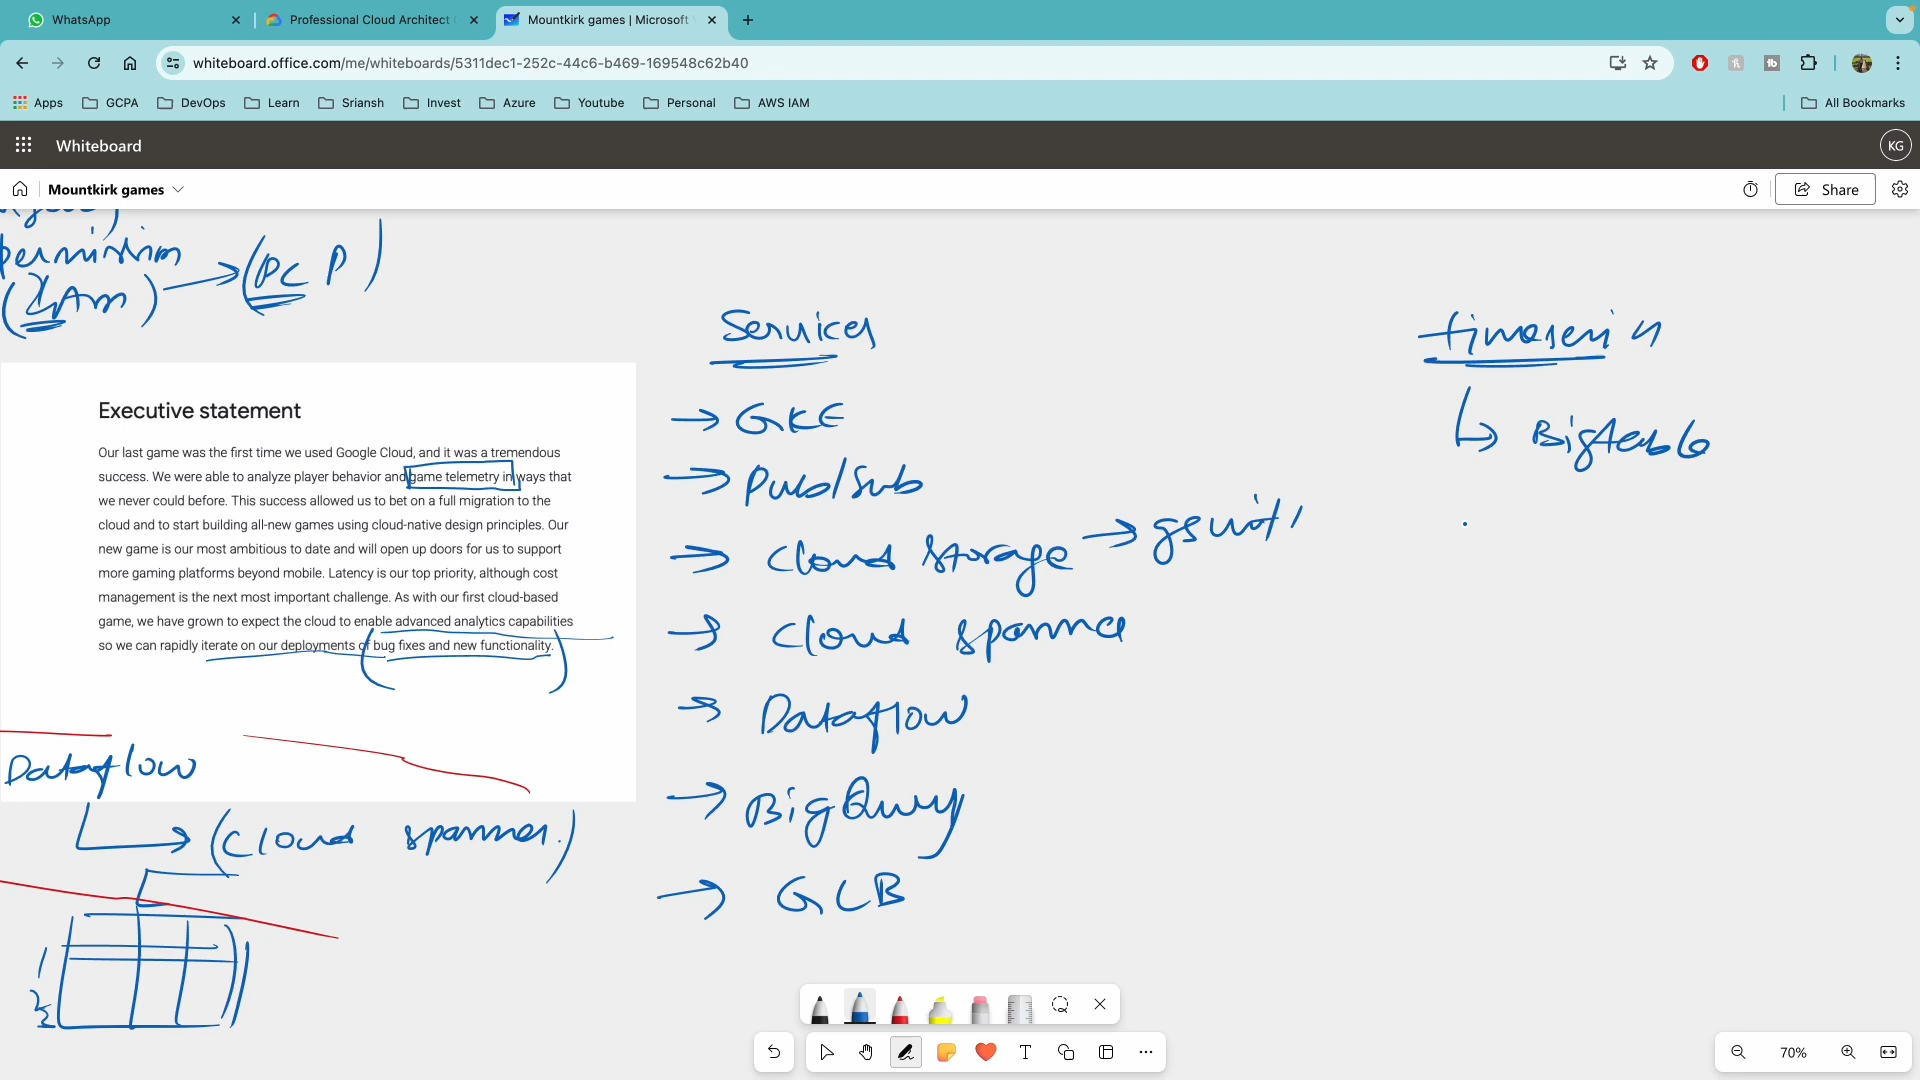 WhatsApp
Professional Cloud Architect
Mountkirk games | Microsoft
whiteboard.office.com/me/whiteboards/5311dec1-252c-44c6-b469-169548c62b40
Apps GCPA DevOps Learn Sriansh Invest Azure Youtube Personal AWS IAM All Bookmarks
Whiteboard KG
Mountkirk games Share
permission
(IAM) → (PCP)
Executive statement
Our last game was the first time we used Google Cloud, and it was a tremendous
success. We were able to analyze player behavior and game telemetry in ways that
we never could before. This success allowed us to bet on a full migration to the
cloud and to start building all-new games using cloud-native design principles. Our
new game is our most ambitious to date and will open up doors for us to support
more gaming platforms beyond mobile. Latency is our top priority, although cost
management is the next most important challenge. As with our first cloud-based
game, we have grown to expect the cloud to enable advanced analytics capabilities
so we can rapidly iterate on our deployments of bug fixes and new functionality.
Dataflow
(Cloud spanner)
1
2
Services
→ GKE
→ Pub/Sub
→ Cloud Storage → gsutil
→ Cloud spanner
→ Dataflow
→ BigQuery
→ GCB
timeseries
Bigtable
70%